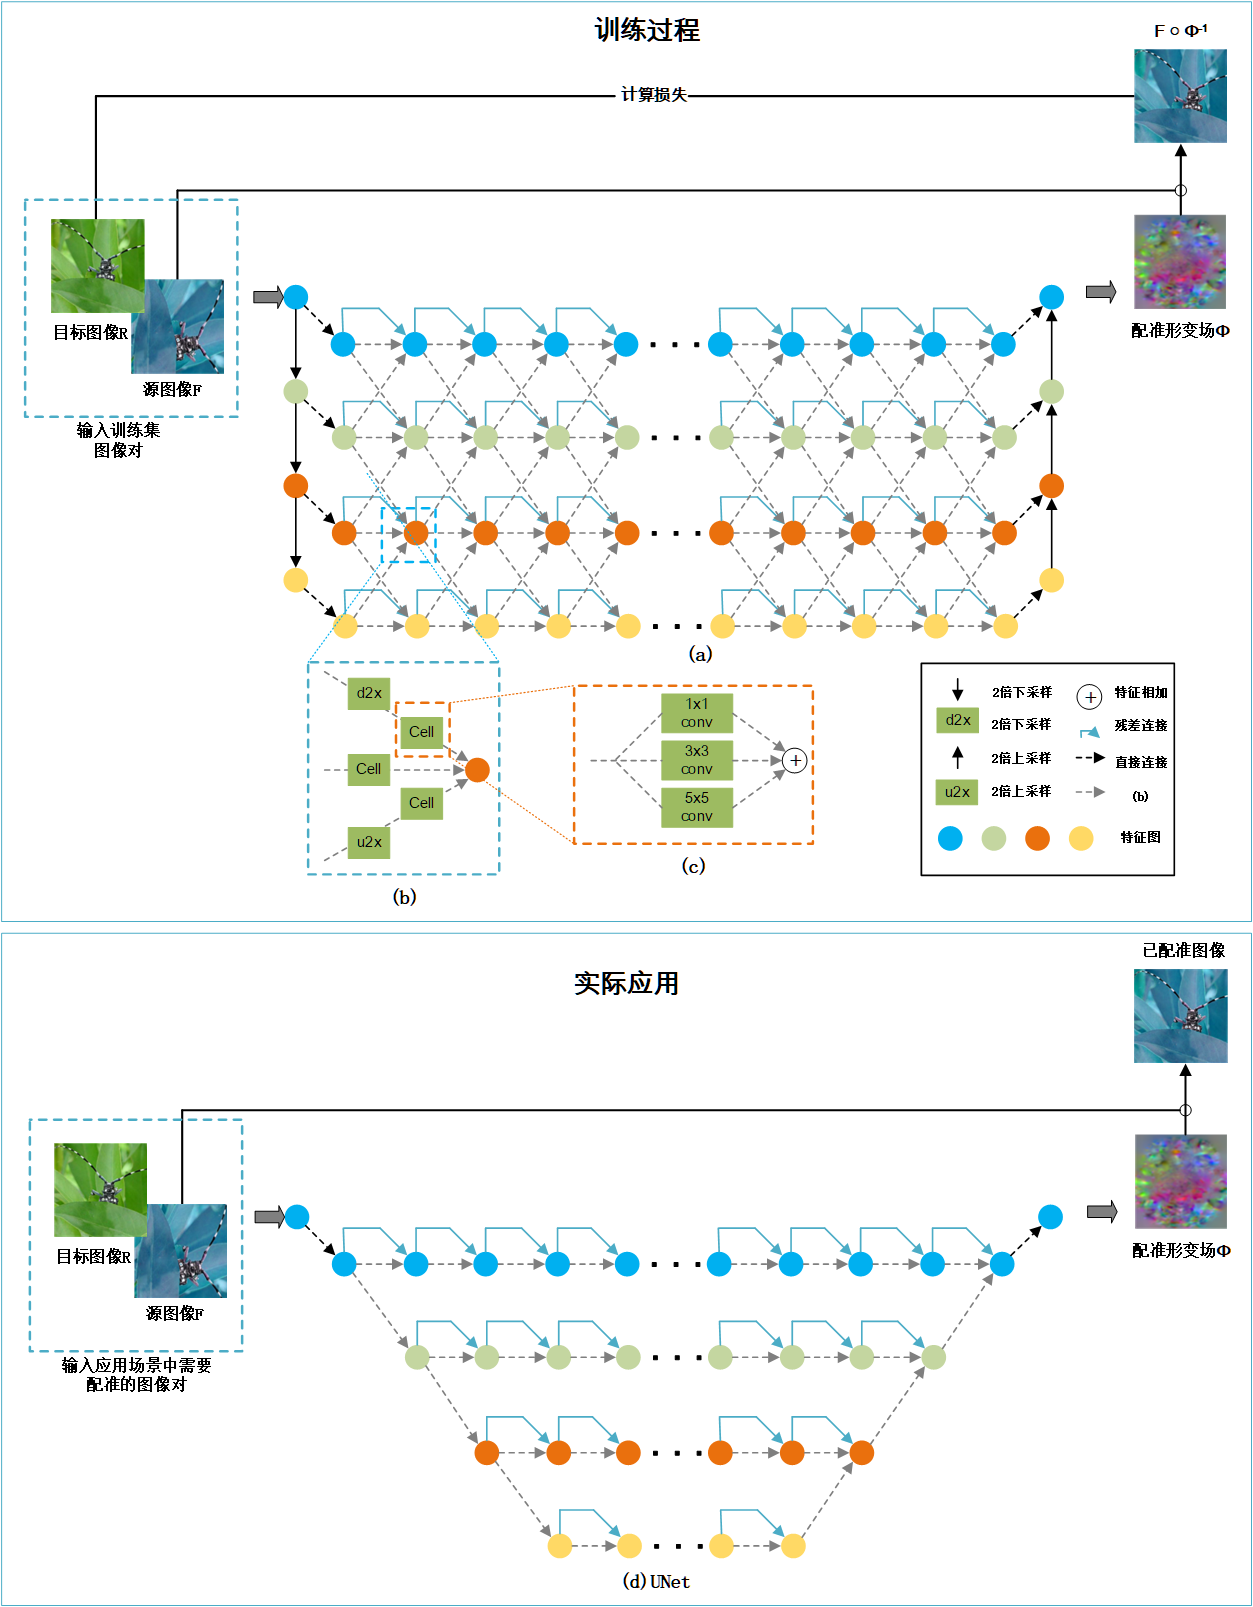 训练过程
F ○ Φ-1
计算损失
目标图像R
源图像F
输入训练集
图像对
配准形变场Φ
(a)
d2x
Cell
Cell
Cell
u2x
(b)
1x1
conv
3x3
conv
5x5
conv
+
(c)
2倍下采样
+
特征相加
d2x
2倍下采样
残差连接
2倍上采样
直接连接
u2x
2倍上采样
(b)
特征图
实际应用
已配准图像
目标图像R
源图像F
输入应用场景中需要
配准的图像对
配准形变场Φ
(d)UNet